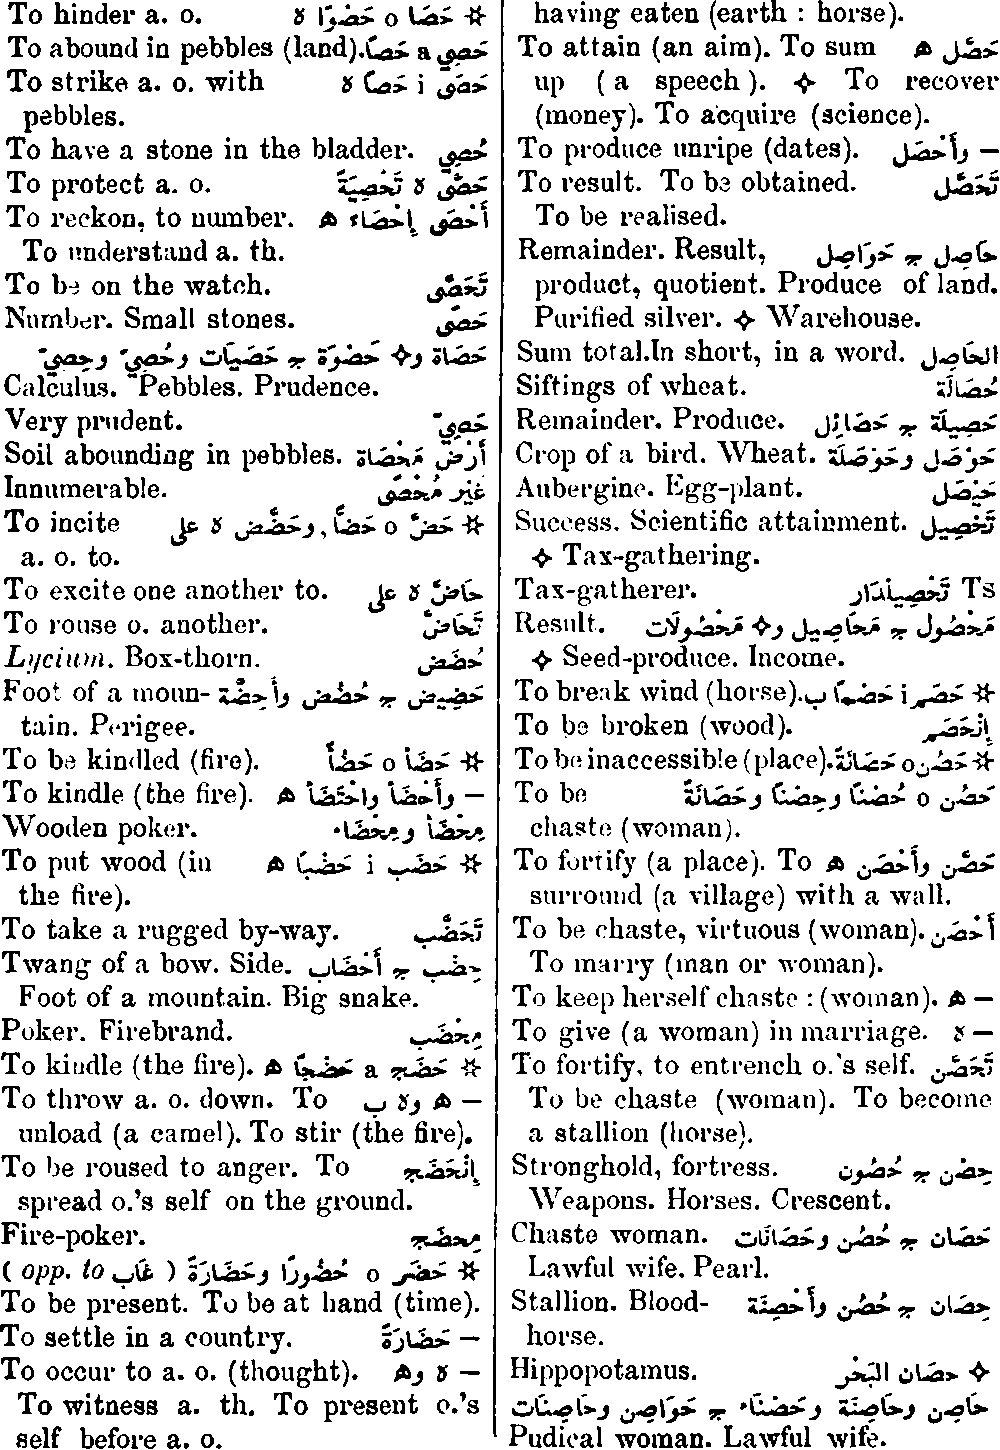 To hinder a. o. ✲ حَصَا o حَصْوًا ه
To abound in pebbles (land). حَصِيَ a حَصًى
To strike a. o. with حَصَى i حَصْيًا ه
pebbles.
To have a stone in the bladder. حُصِيَ
To protect a. o. حَصَّى ه تَحْصِيَةً
To reckon, to number. أَحْصَى إِحْصَاء ه
To understand a. th.
To be on the watch. تَحَصَّى
Number. Small stones. حَصًى
حَصَاة و✧ حَصْوَة ج حَصَيَات وحُصِيّ وحِصِيّ
Calculus. Pebbles. Prudence.
Very prudent. حَصِيّ
Soil abounding in pebbles. أَرْض مَحْصَاة
Innumerable. غَيْر مُحْصًى
To incite ✲ حَضَّ o حَضًّا, وحَضَّض ه على
a. o. to.
To excite one another to. حَاضَّ ه على
To rouse o. another. تَحَاضَّ
Lycium. Box-thorn. حُضَض
Foot of a moun- حَضِيض ج حُضُض وأَحِضَّة
tain. Perigee.
To be kindled (fire). ✲ حَضَأَ o حَضْأً
To kindle (the fire). — وأَحْضَأَ واحْتَضَأَ ه
Wooden poker. مِحْضَأ ومِحْضَاء
To put wood (in ✲ حَضَب i حَضْبًا ه
the fire).
To take a rugged by-way. تَحَضَّب
Twang of a bow. Side. حِضْب ج أَحْضَاب
Foot of a mountain. Big snake.
Poker. Firebrand. مِحْضَب
To kindle (the fire). ✲ حَضَج a حَضْجًا ه
To throw a. o. down. To — ه وه ب
unload (a camel). To stir (the fire).
To be roused to anger. To إِنْحَضَج
spread o.'s self on the ground.
Fire-poker. مِحْضَج
✲ حَضَر o حُضُورًا وحَضَارَةً ( opp. to غَاب )
To be present. To be at hand (time).
To settle in a country. — حَضَارَةً
To occur to a. o. (thought). — ه وه
To witness a. th. To present o.'s
self before a. o.
having eaten (earth : horse).
To attain (an aim). To sum حَصَّل ه
up ( a speech ). ✧ To recover
(money). To acquire (science).
To produce unripe (dates). — وأَحْصَل
To result. To be obtained. تَحَصَّل
To be realised.
Remainder. Result, حَاصِل ج حَوَاصِل
product, quotient. Produce of land.
Purified silver. ✧ Warehouse.
Sum total. In short, in a word. الحَاصِل
Siftings of wheat. حُصَالَة
Remainder. Produce. حَصِيلَة ج حَصَائِل
Crop of a bird. Wheat. حَوْصَل وحَوْصَلَة
Aubergine. Egg-plant. حَيْصَل
Success. Scientific attainment. تَحْصِيل
✧ Tax-gathering.
Tax-gatherer. Ts تَحْصِيلْدَار
Result. مَحْصُول ج مَحَاصِيل و✧ مَحْصُولَات
✧ Seed-produce. Income.
To break wind (horse). ✲ حَصَم i حَصْمًا ب
To be broken (wood). إِنْحَصَم
To be inaccessible (place). ✲ حَصُن o حَصَانَةً
To be حَصُن o حُصْنًا وحِصْنًا وحَصَانَةً
chaste (woman).
To fortify (a place). To حَصَّن وأَحْصَن ه
surround (a village) with a wall.
To be chaste, virtuous (woman). أَحْصَن
To marry (man or woman).
To keep herself chaste : (woman). — ه
To give (a woman) in marriage. — ه
To fortify, to entrench o.'s self. تَحَصَّن
To be chaste (woman). To become
a stallion (horse).
Stronghold, fortress. حِصْن ج حُصُون
Weapons. Horses. Crescent.
Chaste woman. حَصَان ج حُصُن وحَصَانَات
Lawful wife. Pearl.
Stallion. Blood- حِصَان ج حُصُن وأَحْصِنَة
horse.
Hippopotamus. ✧ حِصَان البَحْر
حَاصِن وحَاصِنَة وحَصْنَاء ج حَوَاصِن وحَاصِنَات
Pudical woman. Lawful wife.